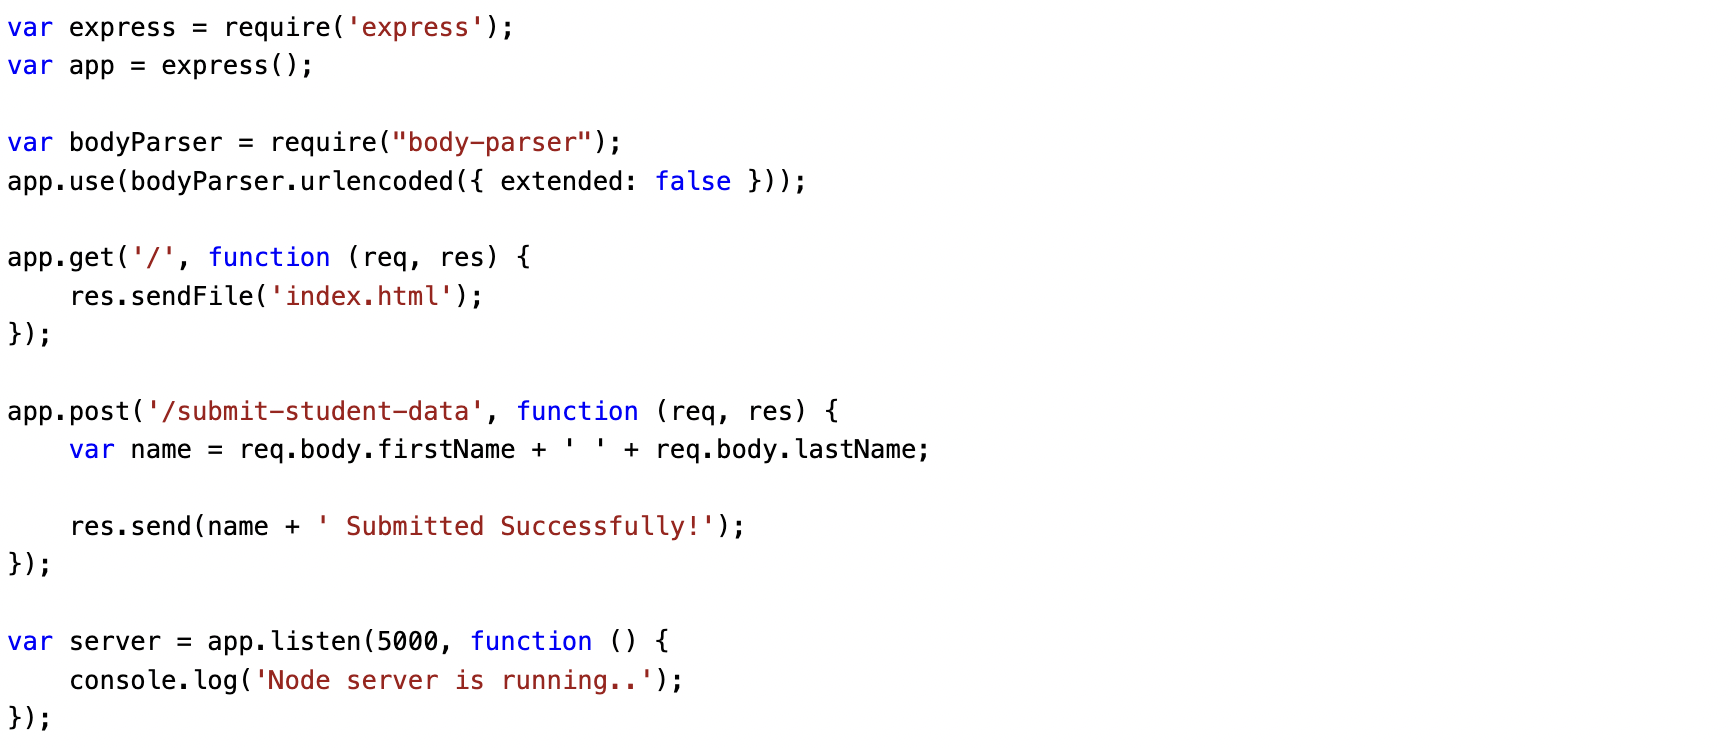 var express = require('express');
var app = express();

var bodyParser = require("body-parser");
app.use(bodyParser.urlencoded({ extended: false }));

app.get('/', function (req, res) {
    res.sendFile('index.html');
});

app.post('/submit-student-data', function (req, res) {
    var name = req.body.firstName + ' ' + req.body.lastName;

    res.send(name + ' Submitted Successfully!');
});

var server = app.listen(5000, function () {
    console.log('Node server is running..');
});